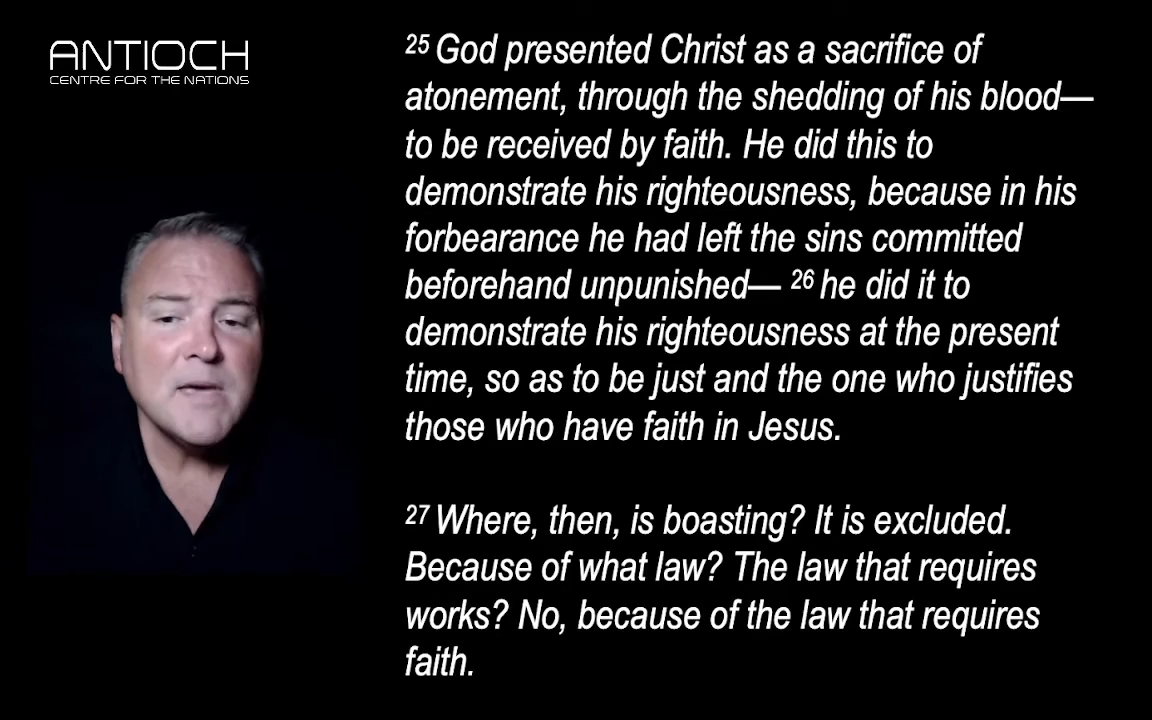 ANTIOCH
CENTRE FOR THE NATIONS
25 God presented Christ as a sacrifice of
atonement, through the shedding of his blood—
to be received by faith. He did this to
demonstrate his righteousness, because in his
forbearance he had left the sins committed
beforehand unpunished— 26 he did it to
demonstrate his righteousness at the present
time, so as to be just and the one who justifies
those who have faith in Jesus.
27 Where, then, is boasting? It is excluded.
Because of what law? The law that requires
works? No, because of the law that requires
faith.